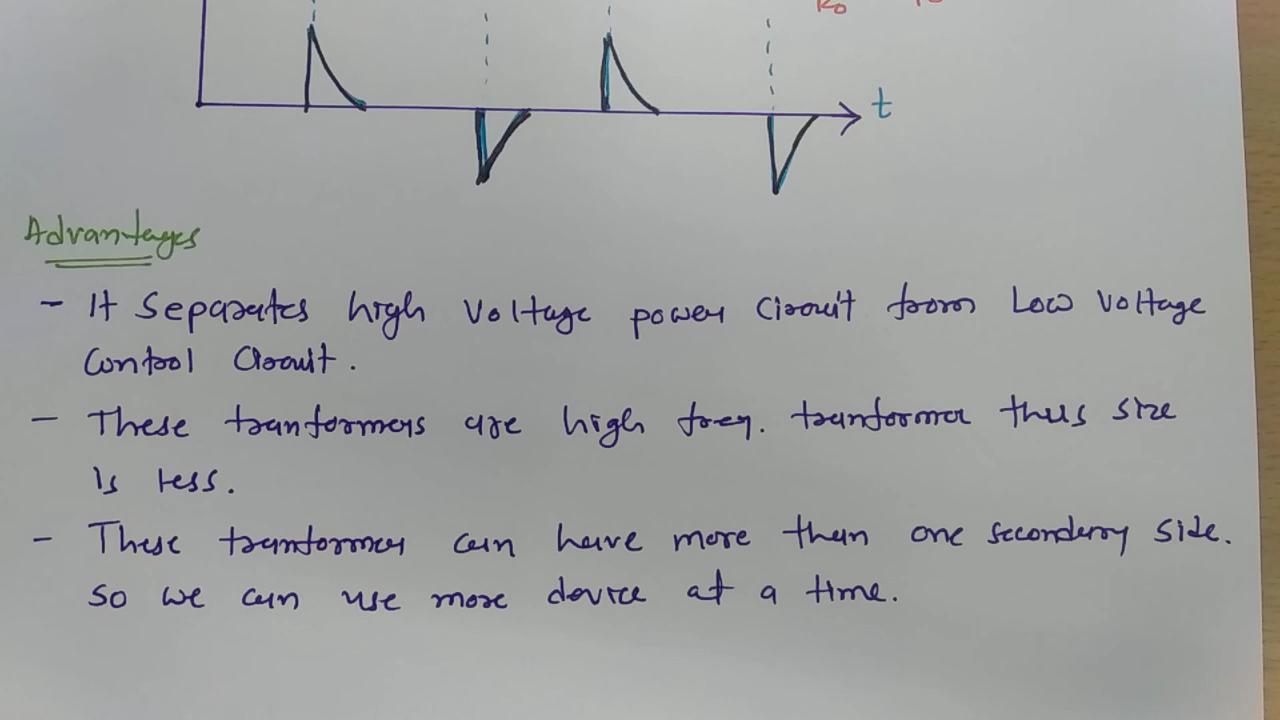 t
Advantages
- It Separates high Voltage power Circuit from Low Voltage
Control Circuit.
- These tranformers are high freq. tranformer thus size
is less.
- These tranformer can have more than one secondary side.
So we can use more device at a time.